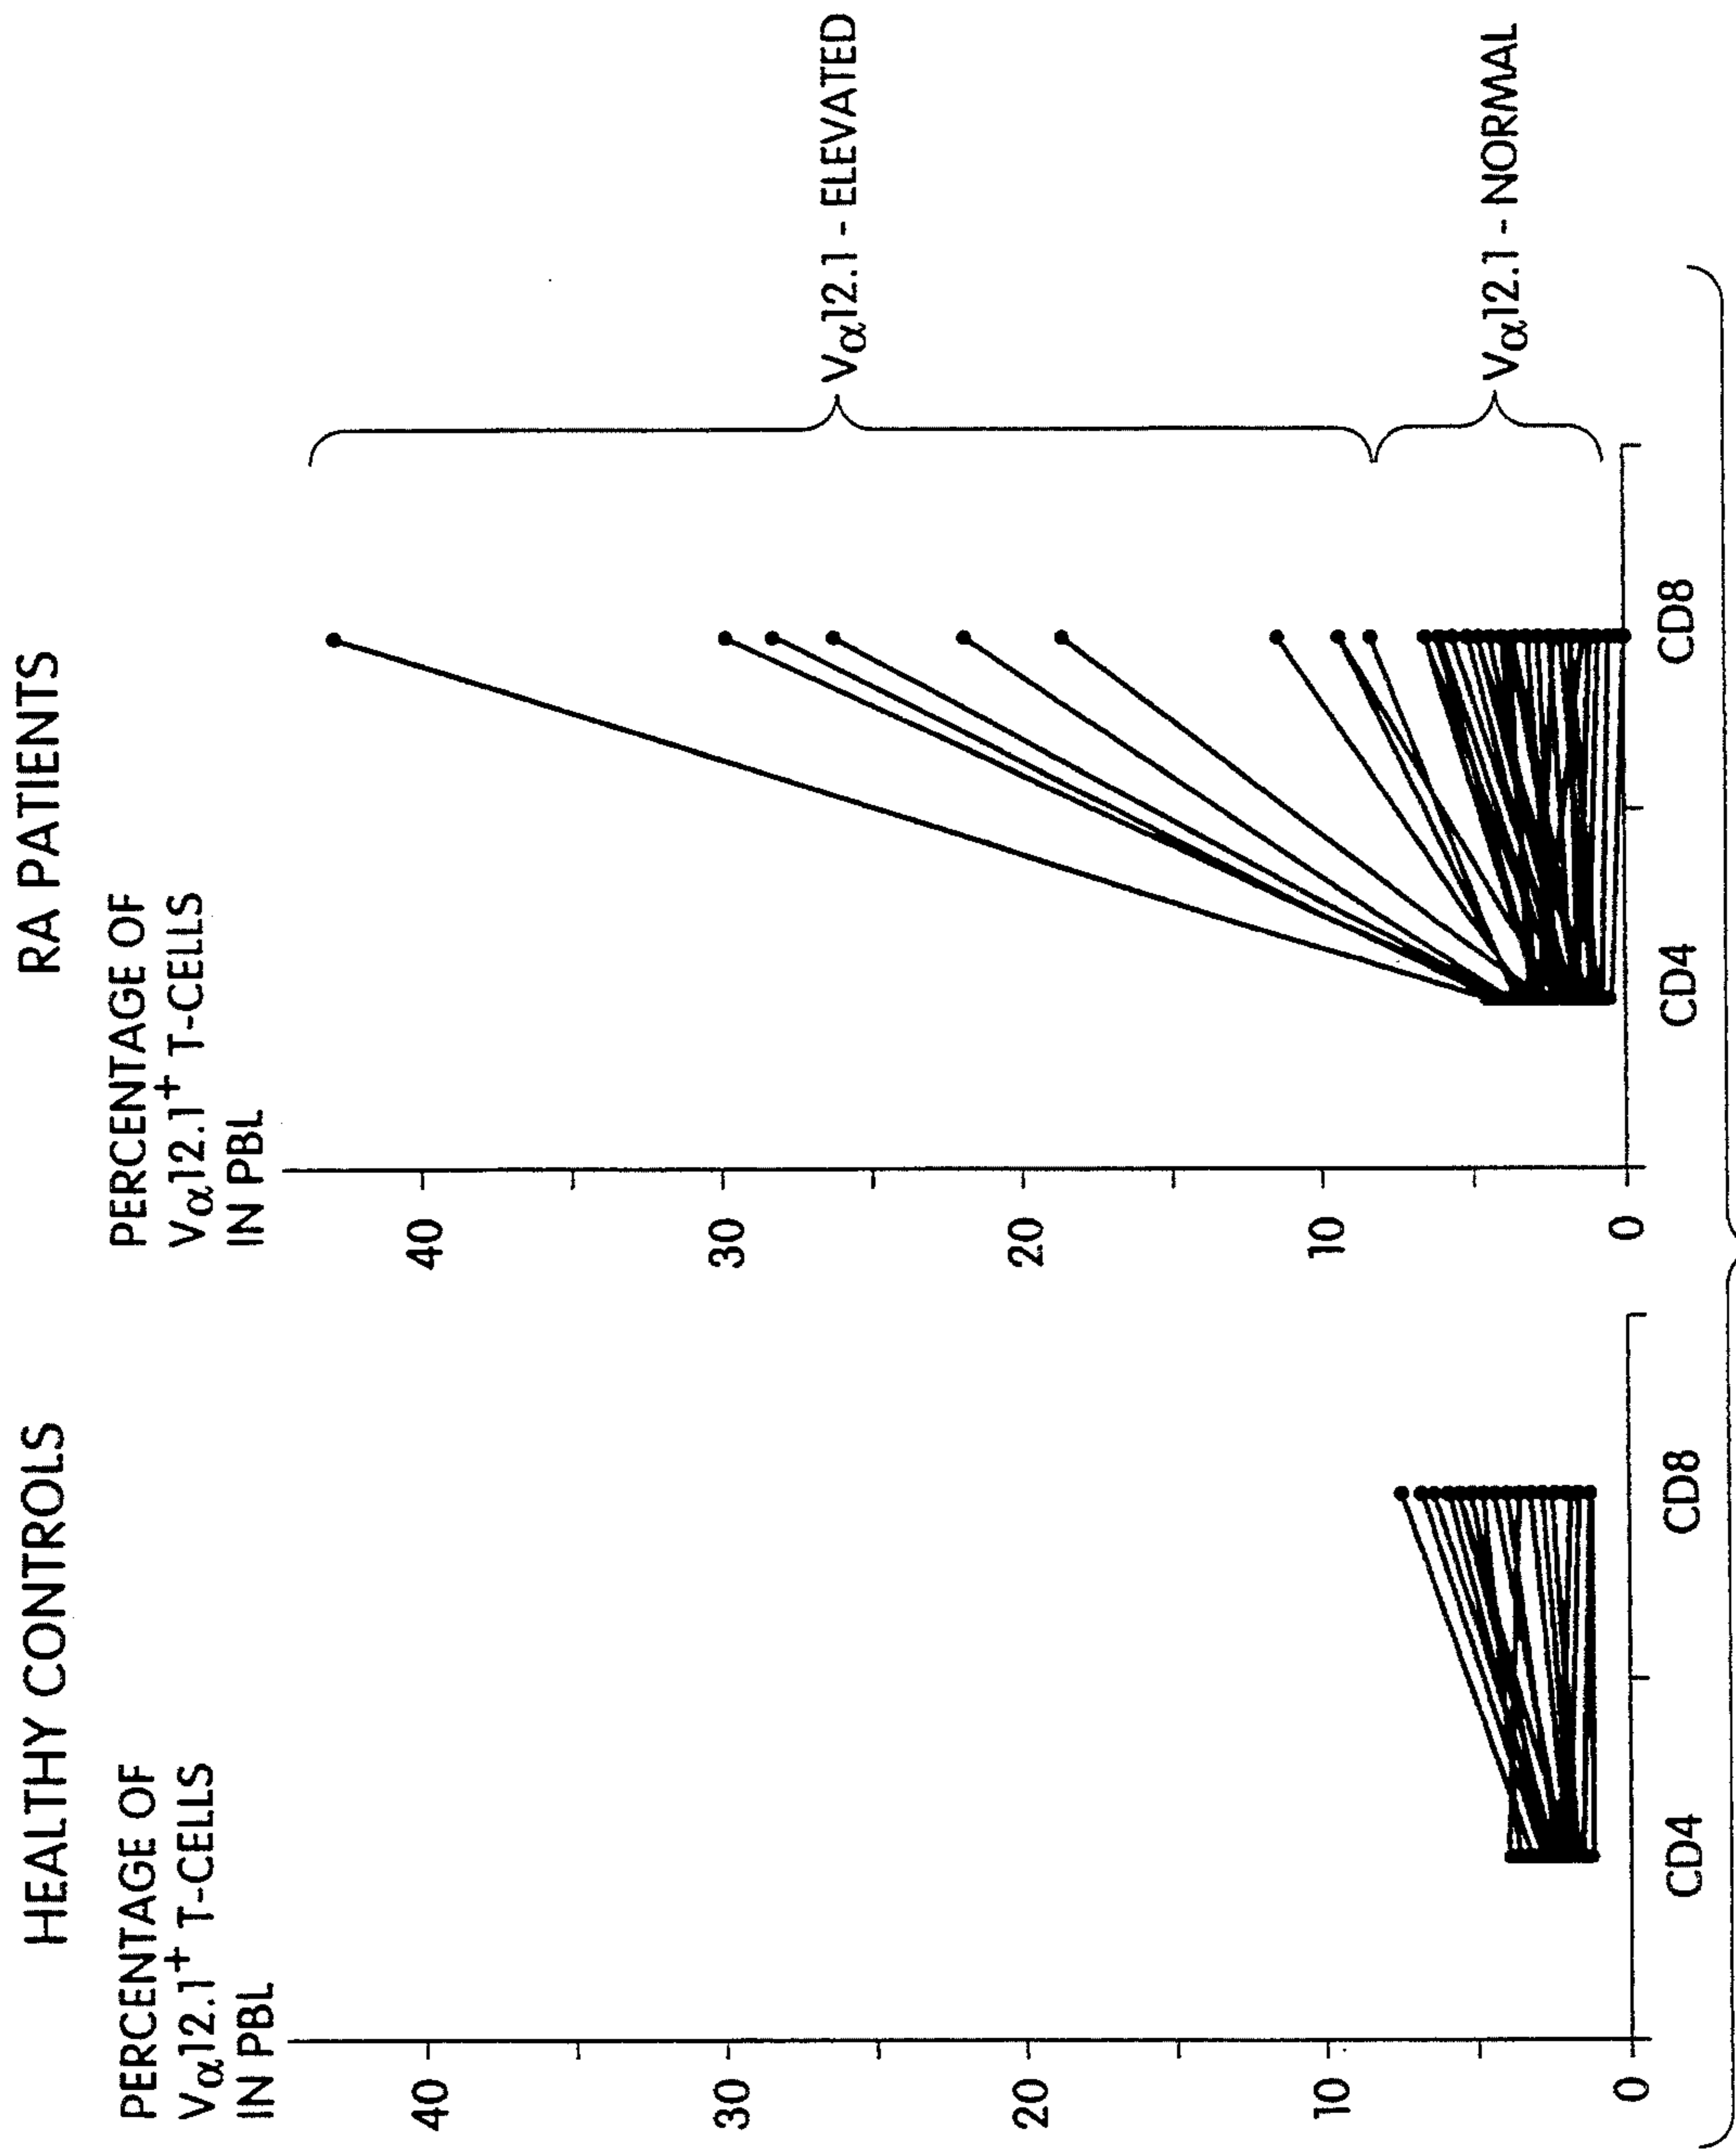 HEALTHY CONTROLS
PERCENTAGE OF
Vα12.1+ T-CELLS
IN PBL
40
30
20
10
0
CD4 CD8
RA PATIENTS
PERCENTAGE OF
Vα12.1+ T-CELLS
IN PBL
40
30
20
10
0
CD4 CD8
Vα12.1 - ELEVATED
Vα12.1 - NORMAL